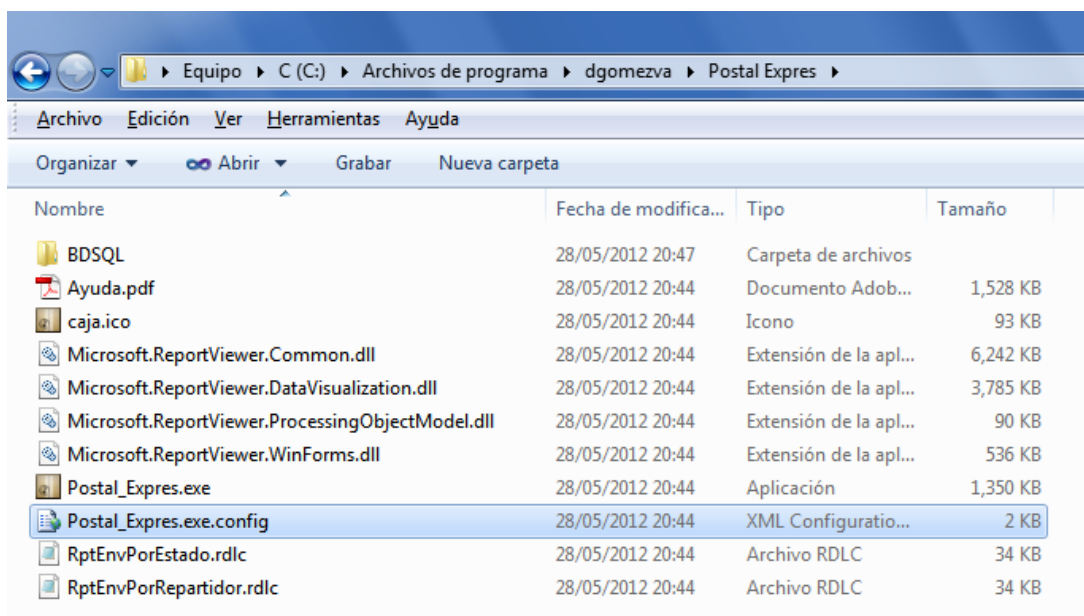 Equipo C (C:) Archivos de programa dgomezva Postal Expres
Archivo Edición Ver Herramientas Ayuda
Organizar Abrir Grabar Nueva carpeta
Nombre Fecha de modifica... Tipo Tamaño
BDSQL 28/05/2012 20:47 Carpeta de archivos
Ayuda.pdf 28/05/2012 20:44 Documento Adob... 1,528 KB
caja.ico 28/05/2012 20:44 Icono 93 KB
Microsoft.ReportViewer.Common.dll 28/05/2012 20:44 Extensión de la apl... 6,242 KB
Microsoft.ReportViewer.DataVisualization.dll 28/05/2012 20:44 Extensión de la apl... 3,785 KB
Microsoft.ReportViewer.ProcessingObjectModel.dll 28/05/2012 20:44 Extensión de la apl... 90 KB
Microsoft.ReportViewer.WinForms.dll 28/05/2012 20:44 Extensión de la apl... 536 KB
Postal_Expres.exe 28/05/2012 20:44 Aplicación 1,350 KB
Postal_Expres.exe.config 28/05/2012 20:44 XML Configuratio... 2 KB
RptEnvPorEstado.rdlc 28/05/2012 20:44 Archivo RDLC 34 KB
RptEnvPorRepartidor.rdlc 28/05/2012 20:44 Archivo RDLC 34 KB